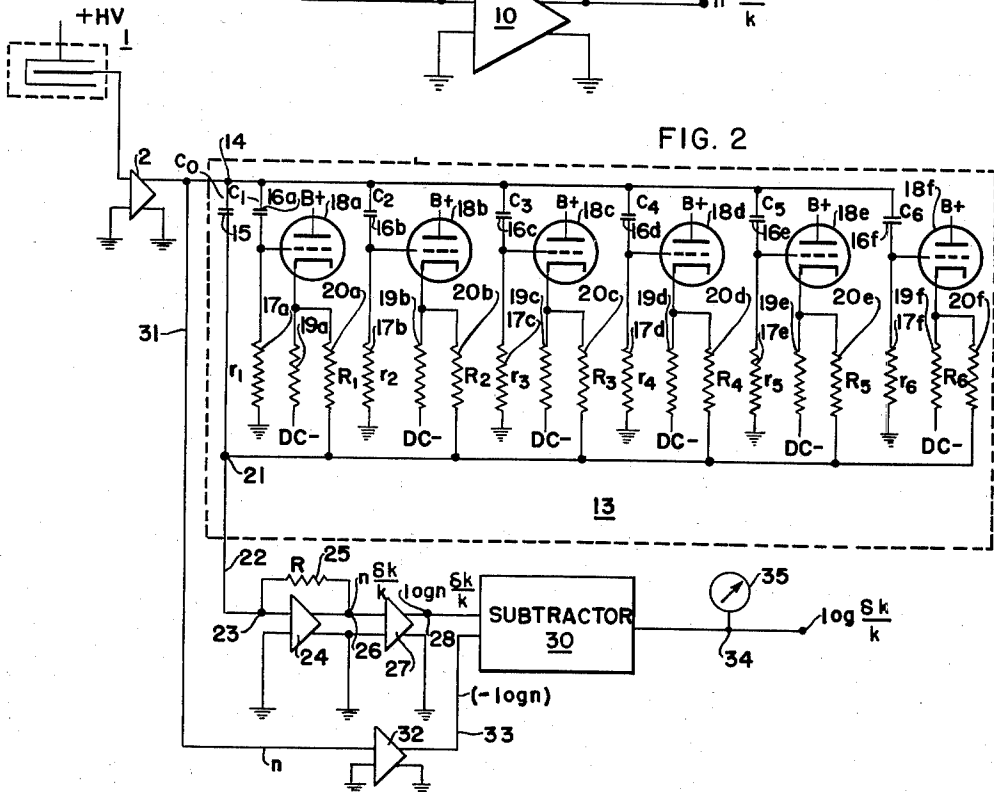 10
n
k
+HV
1
FIG. 2
2
C0
14
15
C1
16a
B+
18a
C2
16b
B+
18b
C3
16c
B+
18c
C4
16d
B+
18d
C5
16e
B+
18e
C6
16f
B+
18f
17a
19a
20a
17b
19b
20b
17c
19c
20c
17d
19d
20d
17e
19e
20e
17f
19f
20f
31
r1
R1
r2
R2
r3
R3
r4
R4
r5
R5
r6
R6
DC-
DC-
DC-
DC-
DC-
DC-
21
13
22
R
25
n δk/k
logn δk/k
23
24
26
27
28
SUBTRACTOR
30
35
34
log δk/k
(-logn)
32
33
n